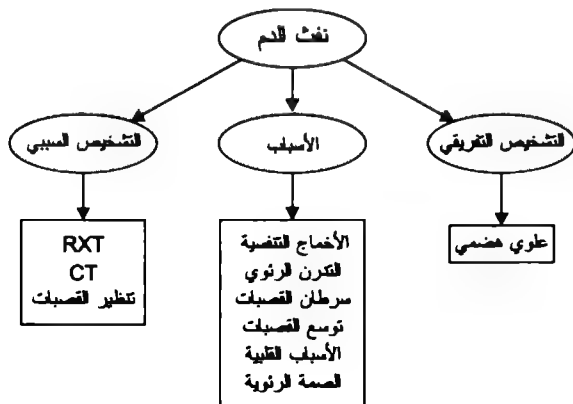 نفث الدم
التشخيص التفريقي
الأسباب
التشخيص السببي
علوي هضمي
الأخماج التنفسية
التدرن الرئوي
سرطان القصبات
توسع القصبات
الأسباب القلبية
الصمة الرئوية
RXT
CT
تنظير القصبات